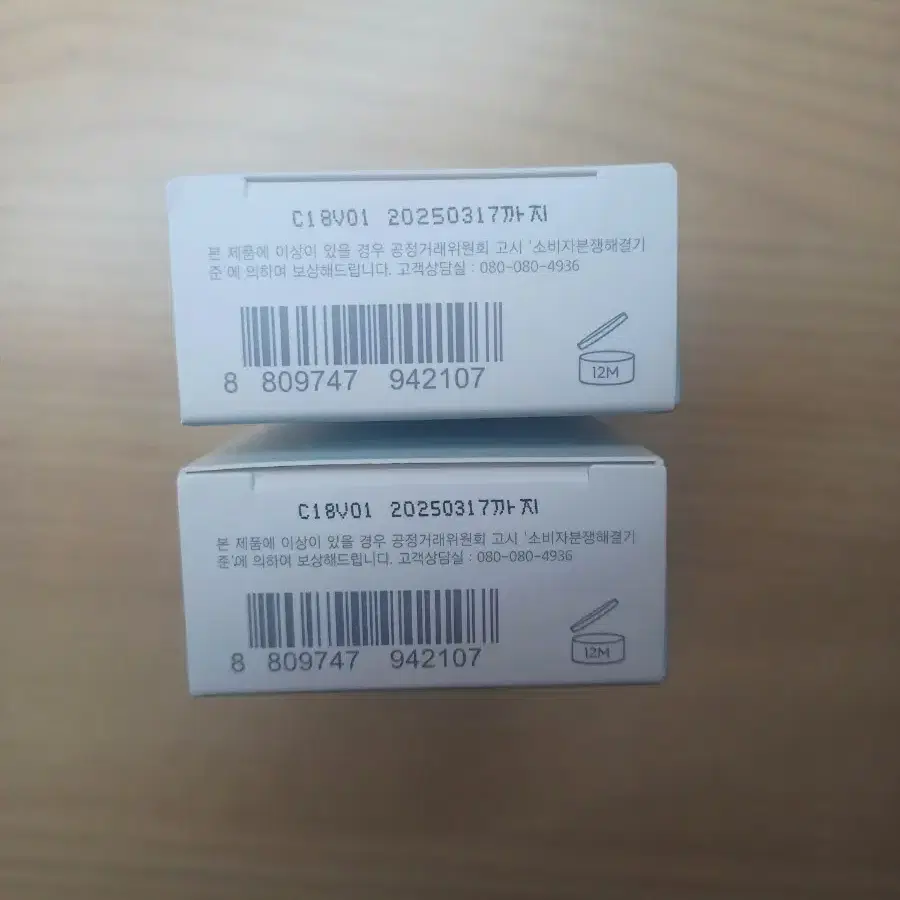 C18V01 20250317까지
본 제품에 이상이 있을 경우 공정거래위원회 고시 '소비자분쟁해결기
준'에 의하여 보상해드립니다. 고객상담실 : 080-080-4936
8 809747 942107
12M
C18V01 20250317까지
본 제품에 이상이 있을 경우 공정거래위원회 고시 '소비자분쟁해결기
준'에 의하여 보상해드립니다. 고객상담실 : 080-080-4936
8 809747 942107
12M